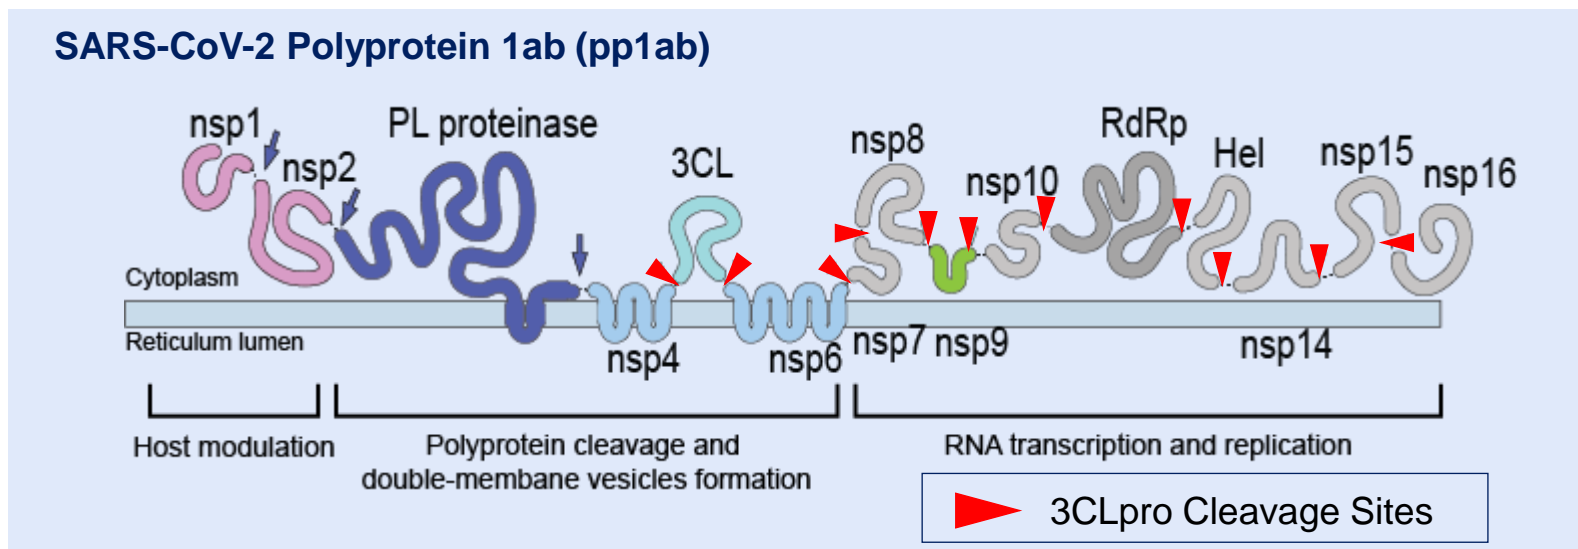 SARS-CoV-2 Polyprotein 1ab (pp1ab)
nsp1
nsp2
PL proteinase
3CL
nsp8
nsp10
RdRp
Hel
nsp15
nsp16
Cytoplasm
Reticulum lumen
nsp4
nsp6
nsp7
nsp9
nsp14
Host modulation
Polyprotein cleavage and
double-membane vesicles formation
RNA transcription and replication
3CLpro Cleavage Sites